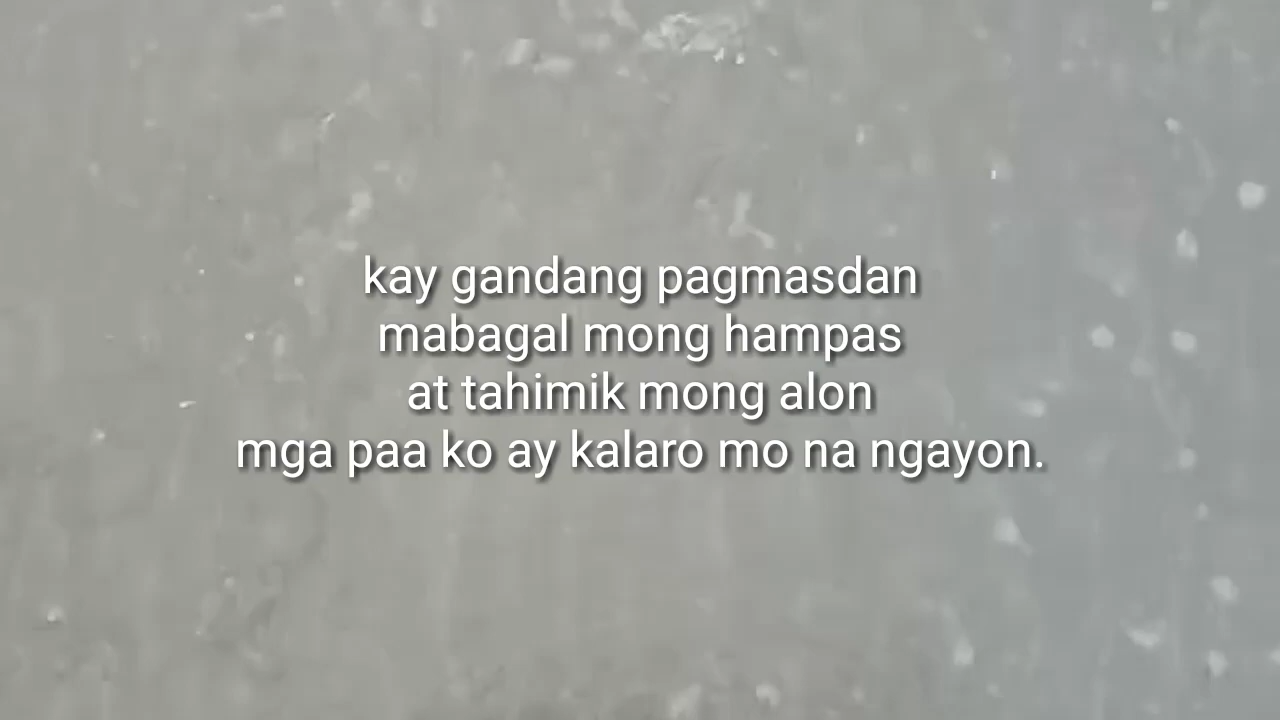 kay gandang pagmasdan
mabagal mong hampas
at tahimik mong alon
mga paa ko ay kalaro mo na ngayon.